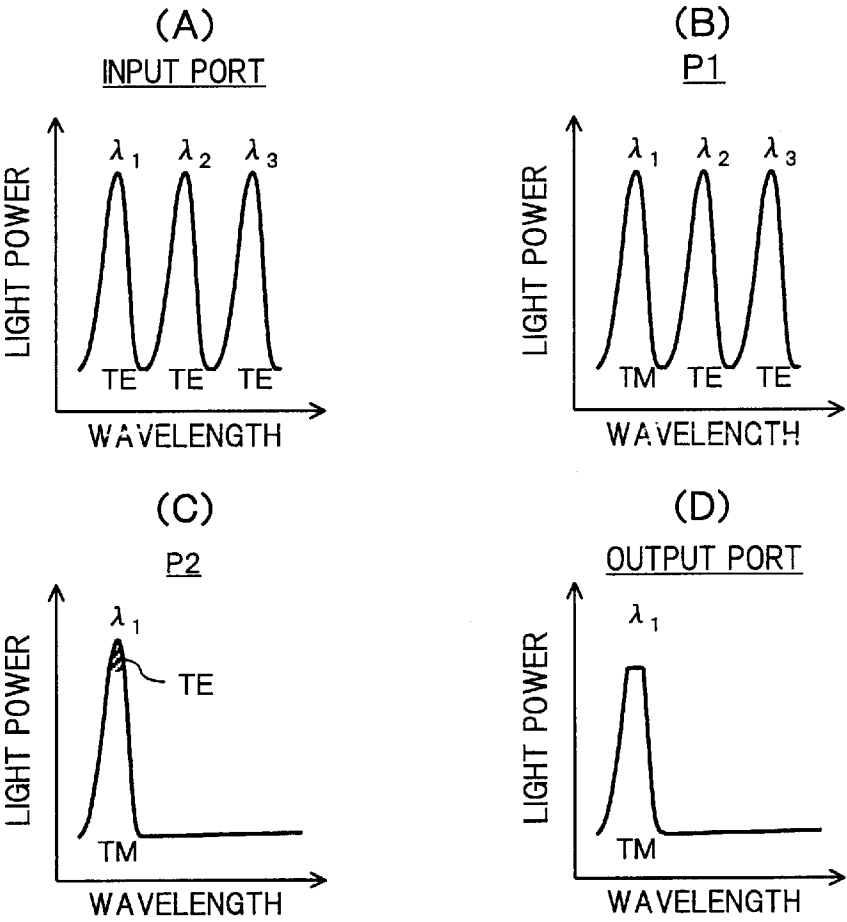 (A)
INPUT PORT
λ1 λ2 λ3
LIGHT POWER
TE TE TE
WAVELENGTH
(B)
P1
λ1 λ2 λ3
LIGHT POWER
TM TE TE
WAVELENGTH
(C)
P2
λ1
TE
LIGHT POWER
TM
WAVELENGTH
(D)
OUTPUT PORT
λ1
LIGHT POWER
TM
WAVELENGTH